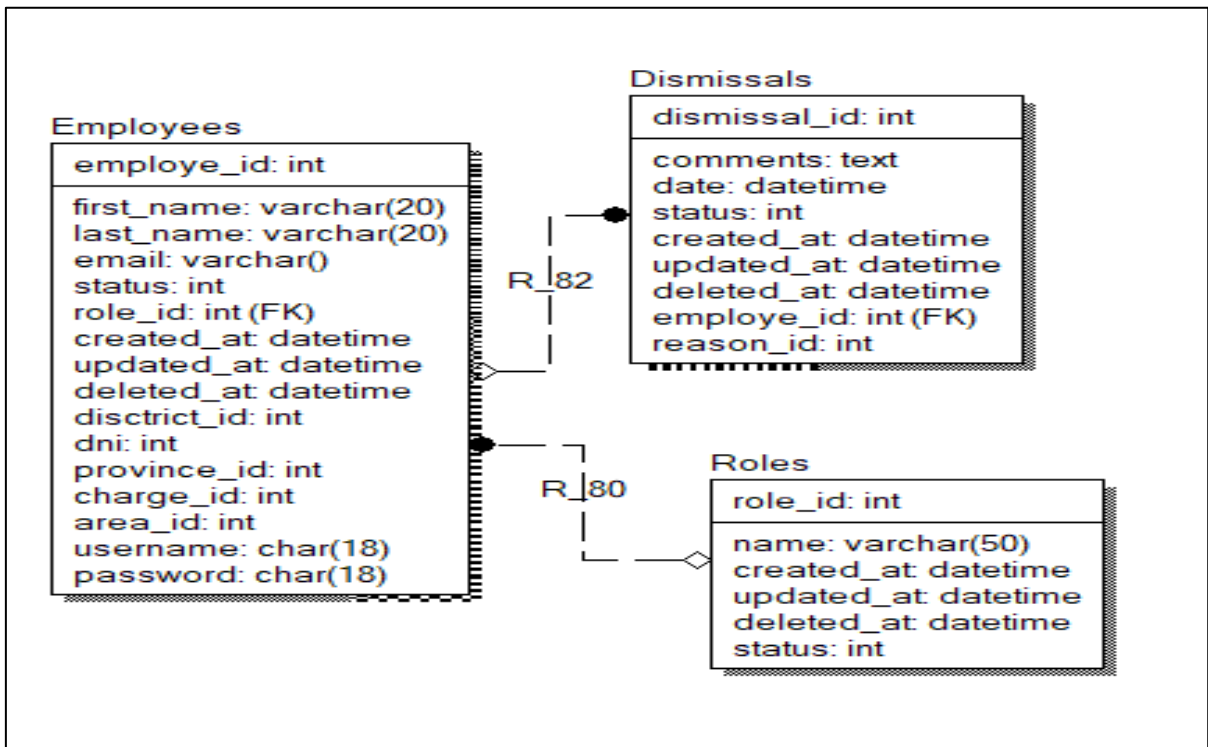 Employees
employe_id: int
first_name: varchar(20)
last_name: varchar(20)
email: varchar()
status: int
role_id: int (FK)
created_at: datetime
updated_at: datetime
deleted_at: datetime
disctrict_id: int
dni: int
province_id: int
charge_id: int
area_id: int
username: char(18)
password: char(18)
R_82
R_80
Dismissals
dismissal_id: int
comments: text
date: datetime
status: int
created_at: datetime
updated_at: datetime
deleted_at: datetime
employe_id: int (FK)
reason_id: int
Roles
role_id: int
name: varchar(50)
created_at: datetime
updated_at: datetime
deleted_at: datetime
status: int